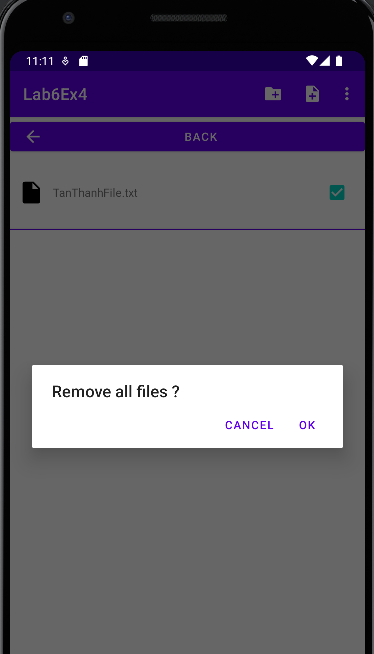 11:11
Lab6Ex4
BACK
TanThanhFile.txt
Remove all files ?
CANCEL OK